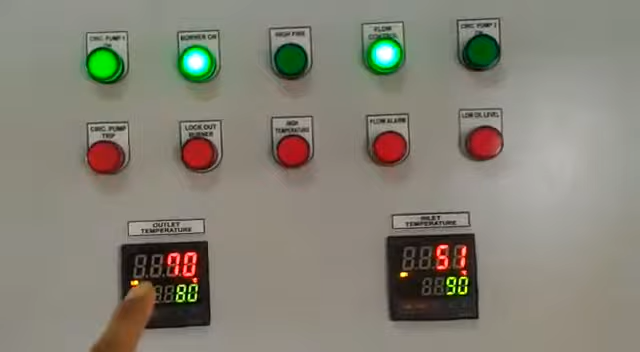 CIRC. PUMP 1
ON
BURNER ON
HIGH FIRE
FLOW
CONTROL
CIRC PUMP 2
ON
CIRC. PUMP
TRIP
LOCK OUT
BURNER
HIGH
TEMPERATURE
FLOW ALARM
LOW OIL LEVEL
OUTLET
TEMPERATURE
INLET
TEMPERATURE
70
80
51
90